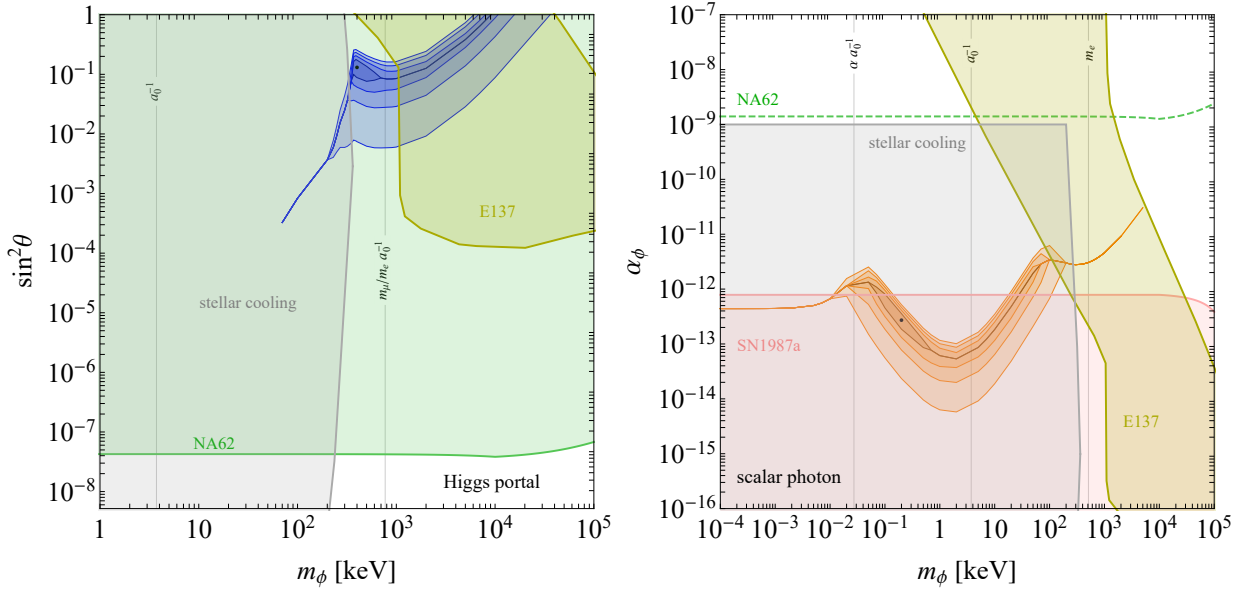 1
10⁻¹
10⁻²
10⁻³
10⁻⁴
10⁻⁵
10⁻⁶
10⁻⁷
10⁻⁸
sin²θ
a₀⁻¹
stellar cooling
m_μ/m_e a₀⁻¹
E137
NA62
Higgs portal
1 10 10² 10³ 10⁴ 10⁵
m_ϕ [keV]
10⁻⁷
10⁻⁸
10⁻⁹
10⁻¹⁰
10⁻¹¹
10⁻¹²
10⁻¹³
10⁻¹⁴
10⁻¹⁵
10⁻¹⁶
α_ϕ
α a₀⁻¹
a₀⁻¹
m_e
NA62
stellar cooling
SN1987a
E137
scalar photon
10⁻⁴ 10⁻³ 10⁻² 10⁻¹ 1 10 10² 10³ 10⁴ 10⁵
m_ϕ [keV]